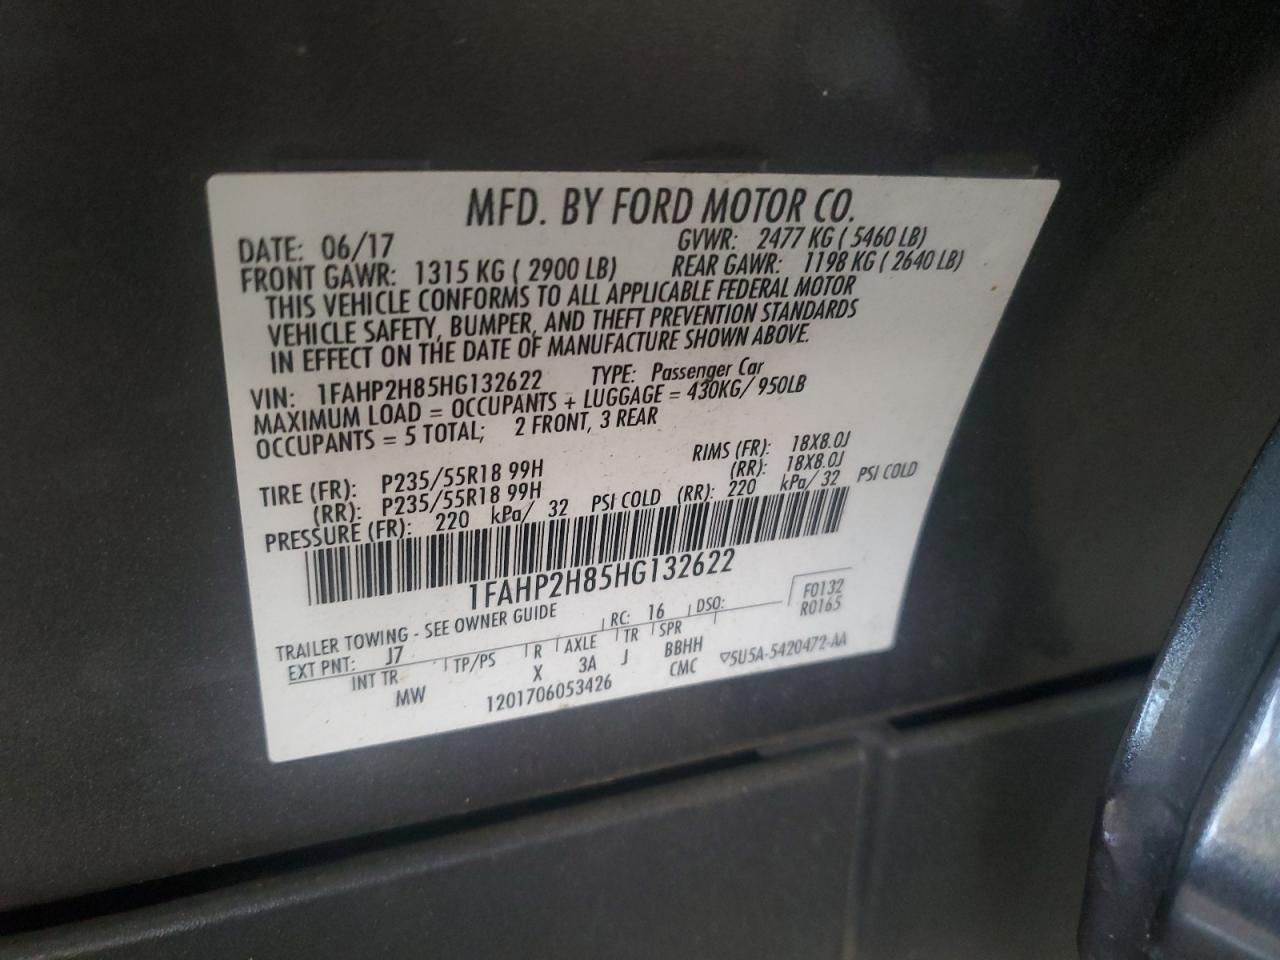 MFD. BY FORD MOTOR CO.
DATE: 06/17 GVWR: 2477 KG ( 5460 LB)
FRONT GAWR: 1315 KG ( 2900 LB) REAR GAWR: 1198 KG ( 2640 LB)
THIS VEHICLE CONFORMS TO ALL APPLICABLE FEDERAL MOTOR
VEHICLE SAFETY, BUMPER, AND THEFT PREVENTION STANDARDS
IN EFFECT ON THE DATE OF MANUFACTURE SHOWN ABOVE.
VIN: 1FAHP2H85HG132622 TYPE: Passenger Car
MAXIMUM LOAD = OCCUPANTS + LUGGAGE = 430KG/ 950LB
OCCUPANTS = 5 TOTAL; 2 FRONT, 3 REAR
TIRE (FR): P235/55R18 99H RIMS (FR): 18X8.0J
(RR): P235/55R18 99H (RR): 18X8.0J
PRESSURE (FR): 220 kPa/ 32 PSI COLD (RR): 220 kPa/ 32 PSI COLD
1FAHP2H85HG132622
TRAILER TOWING - SEE OWNER GUIDE
EXT PNT: J7 RC: 16 DSO: F0132
R0165
INT TR TP/PS R AXLE TR SPR
MW X 3A J BBHH ▽5U5A-5420472-AA
1201706053426 CMC